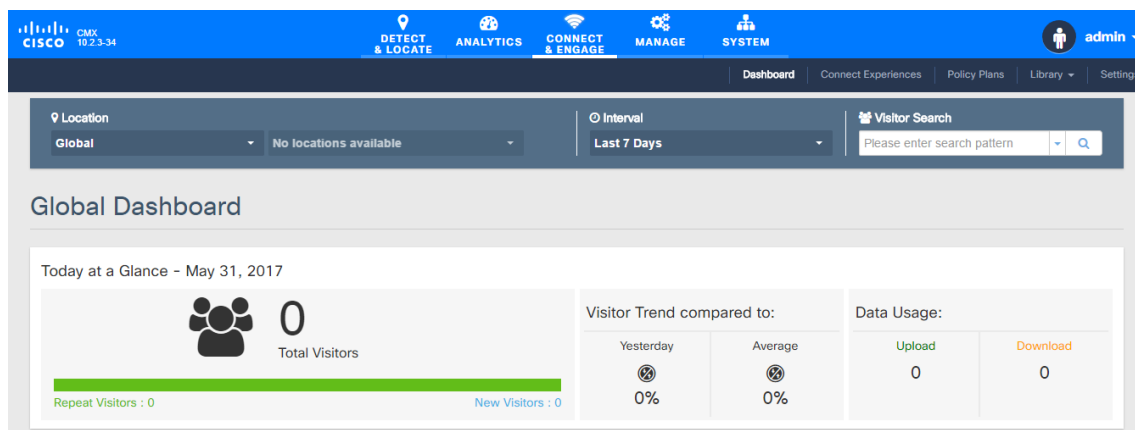 CISCO CMX 10.2.3-34
DETECT & LOCATE
ANALYTICS
CONNECT & ENGAGE
MANAGE
SYSTEM
admin
Dashboard
Connect Experiences
Policy Plans
Library
Setting
Location
Interval
Visitor Search
Global
No locations available
Last 7 Days
Please enter search pattern
Global Dashboard
Today at a Glance - May 31, 2017
0
Total Visitors
Repeat Visitors : 0
New Visitors : 0
Visitor Trend compared to:
Yesterday
Average
0%
0%
Data Usage:
Upload
Download
0
0